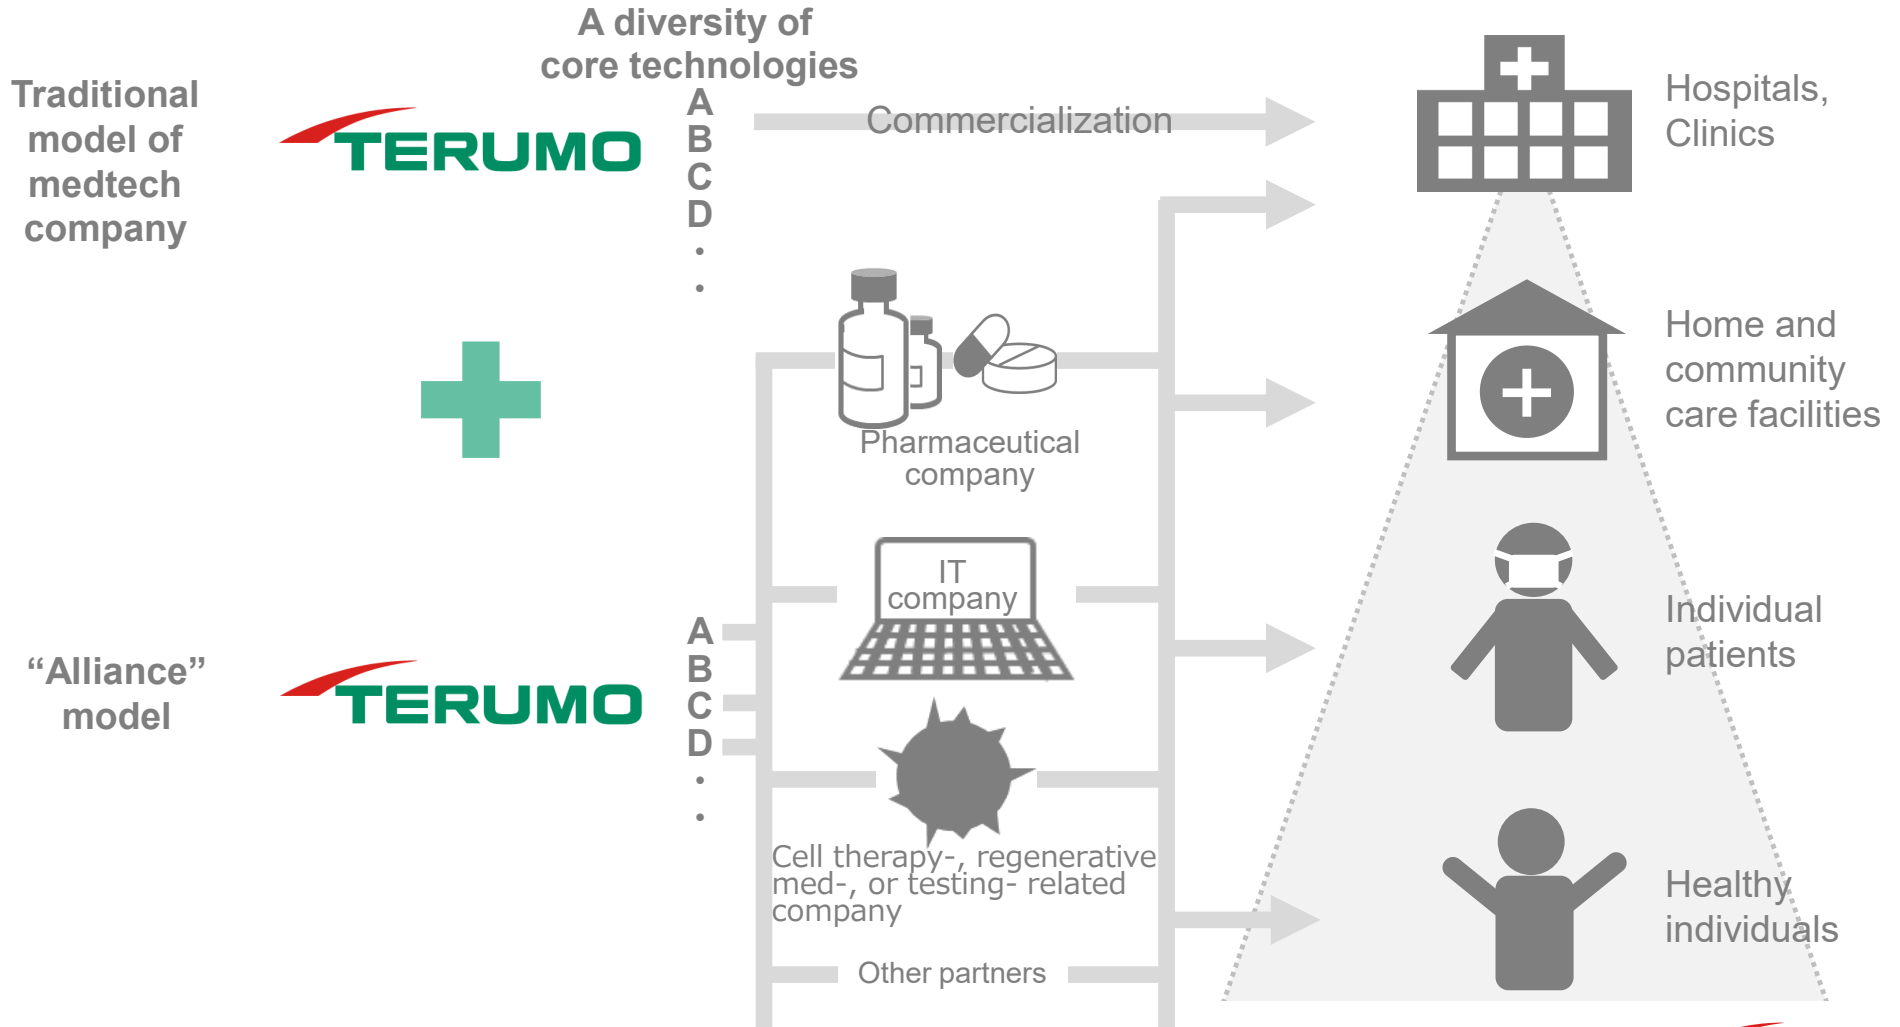 A diversity of
core technologies
Traditional
model of
medtech
company
TERUMO
A
B
C
D
・
・
Commercialization
Hospitals,
Clinics
Pharmaceutical
company
Home and
community
care facilities
“Alliance”
model
TERUMO
A
B
C
D
・
・
IT
company
Individual
patients
Cell therapy-, regenerative
med-, or testing- related
company
Healthy
individuals
Other partners